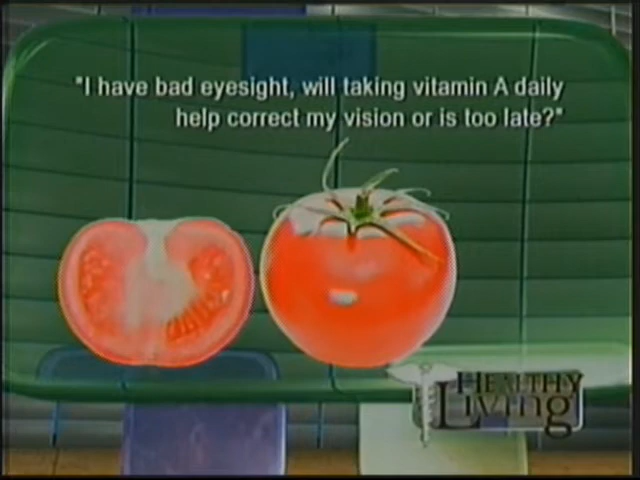 "I have bad eyesight, will taking vitamin A daily
help correct my vision or is too late?"
HEALTHY
Living